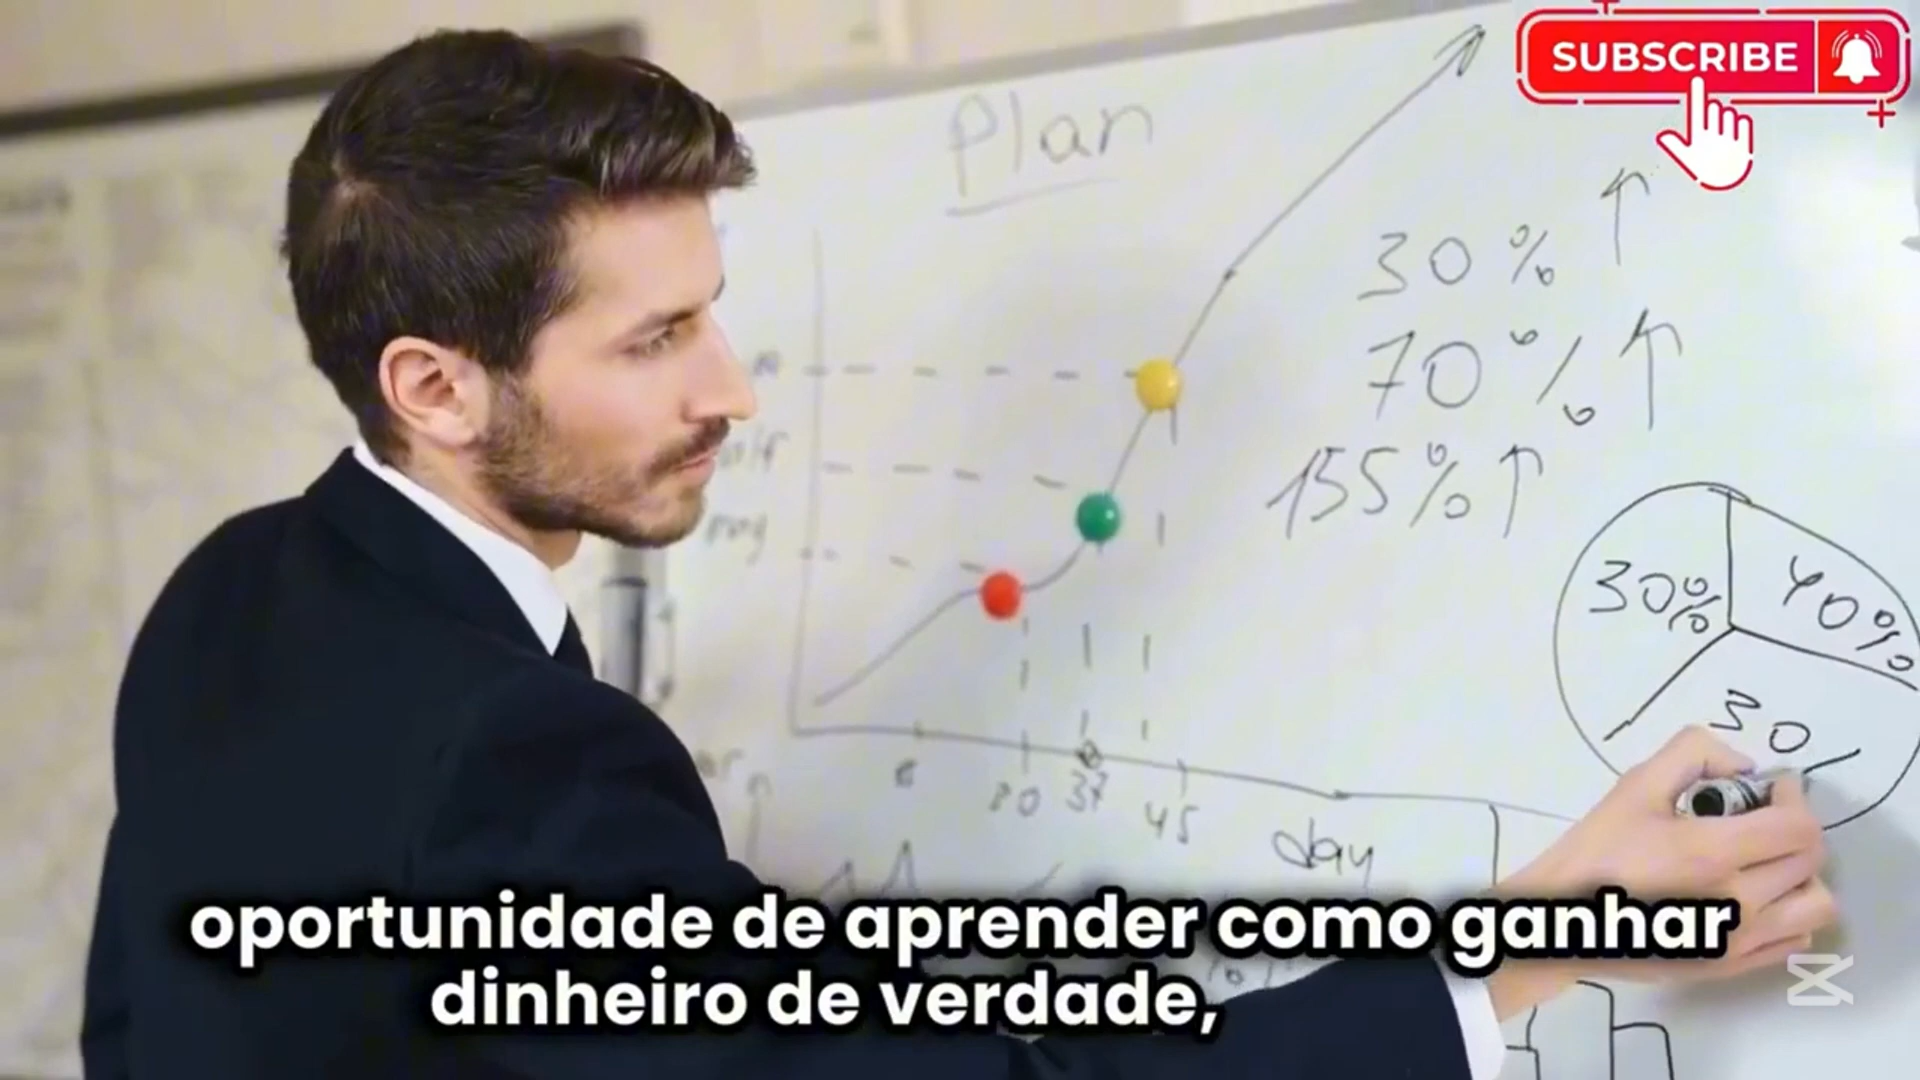 SUBSCRIBE
Plan
30%
70%
155%
30%
40%
30
30 37 45
day
oportunidade de aprender como ganhar
dinheiro de verdade,